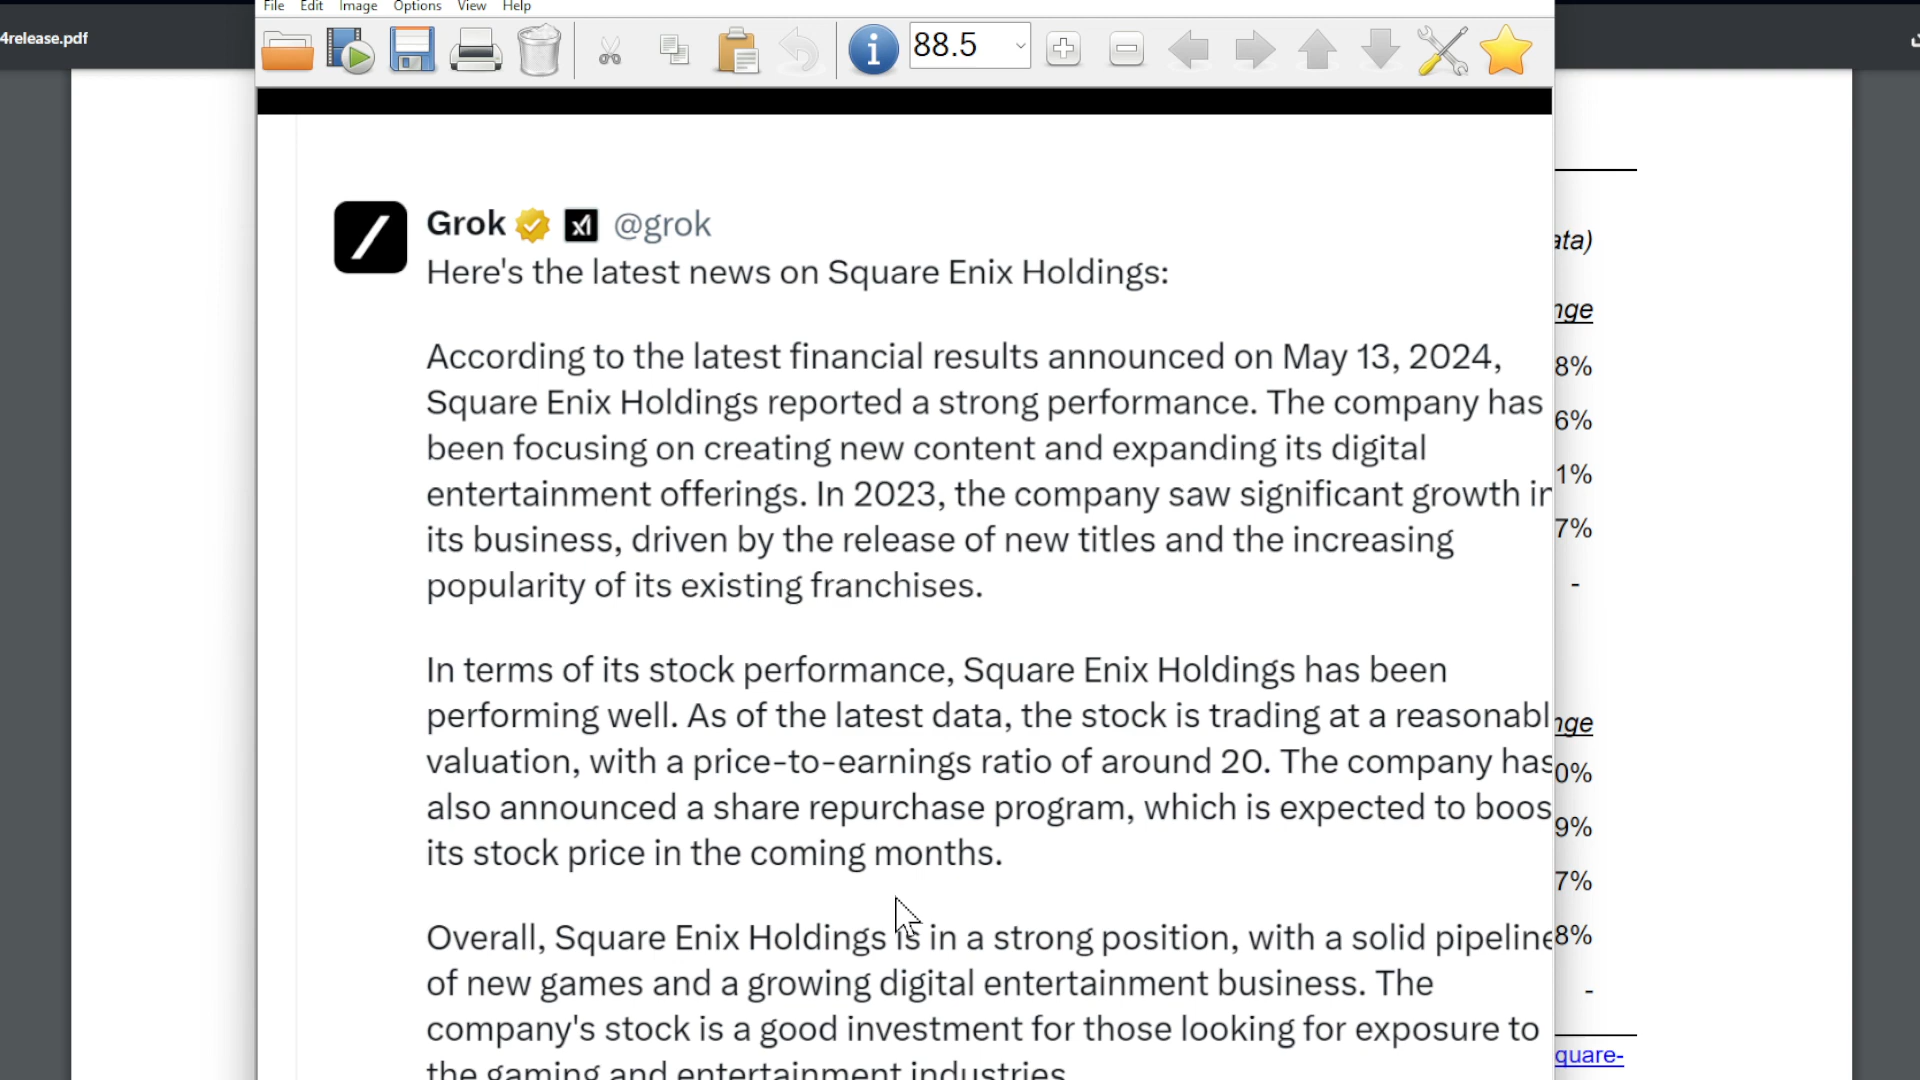 File Edit Image Options View Help
4release.pdf
88.5
Grok @grok
Here's the latest news on Square Enix Holdings:
According to the latest financial results announced on May 13, 2024,
Square Enix Holdings reported a strong performance. The company has
been focusing on creating new content and expanding its digital
entertainment offerings. In 2023, the company saw significant growth in
its business, driven by the release of new titles and the increasing
popularity of its existing franchises.
In terms of its stock performance, Square Enix Holdings has been
performing well. As of the latest data, the stock is trading at a reasonabl
valuation, with a price-to-earnings ratio of around 20. The company has
also announced a share repurchase program, which is expected to boos
its stock price in the coming months.
Overall, Square Enix Holdings is in a strong position, with a solid pipeline
of new games and a growing digital entertainment business. The
company's stock is a good investment for those looking for exposure to
the gaming and entertainment industries.
ata)
nge
8%
6%
1%
7%
-
nge
0%
9%
7%
8%
-
quare-